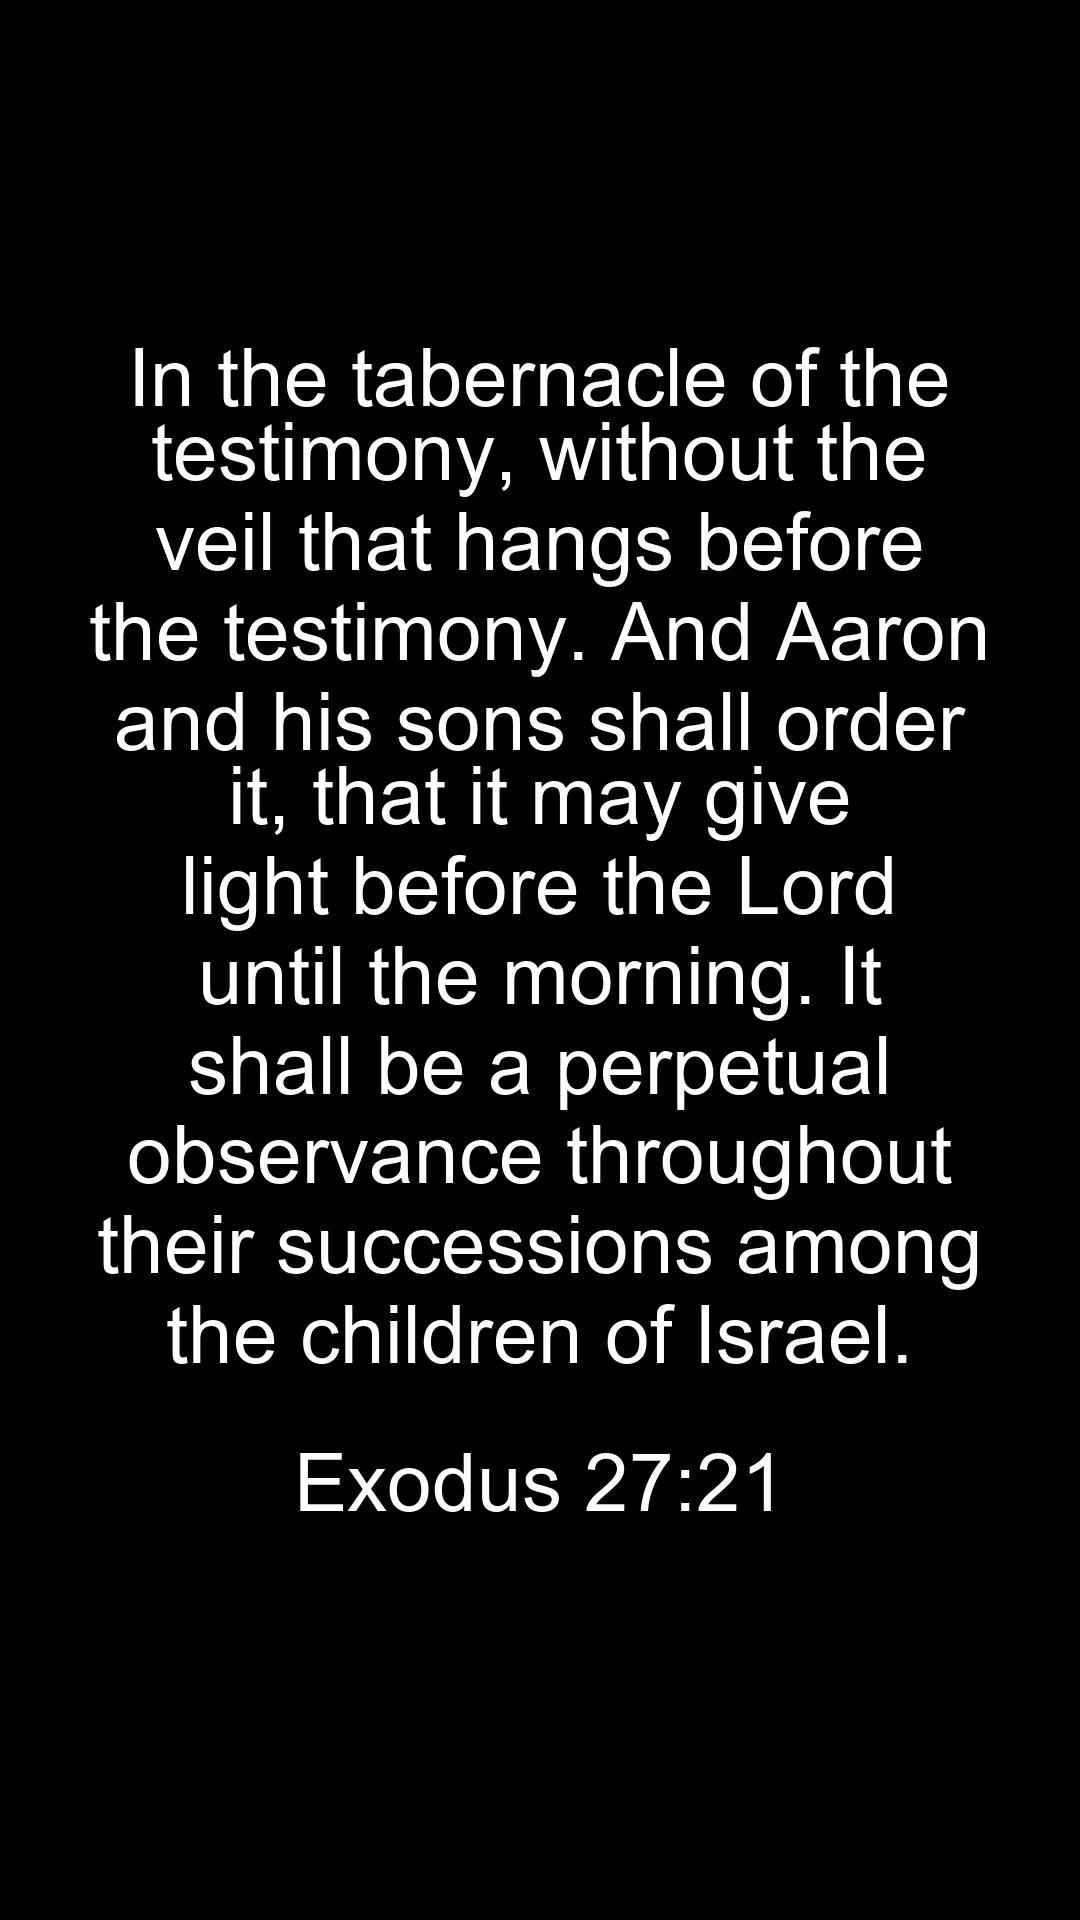 In the tabernacle of the
testimony, without the
veil that hangs before
the testimony. And Aaron
and his sons shall order
it, that it may give
light before the Lord
until the morning. It
shall be a perpetual
observance throughout
their successions among
the children of Israel.
Exodus 27:21